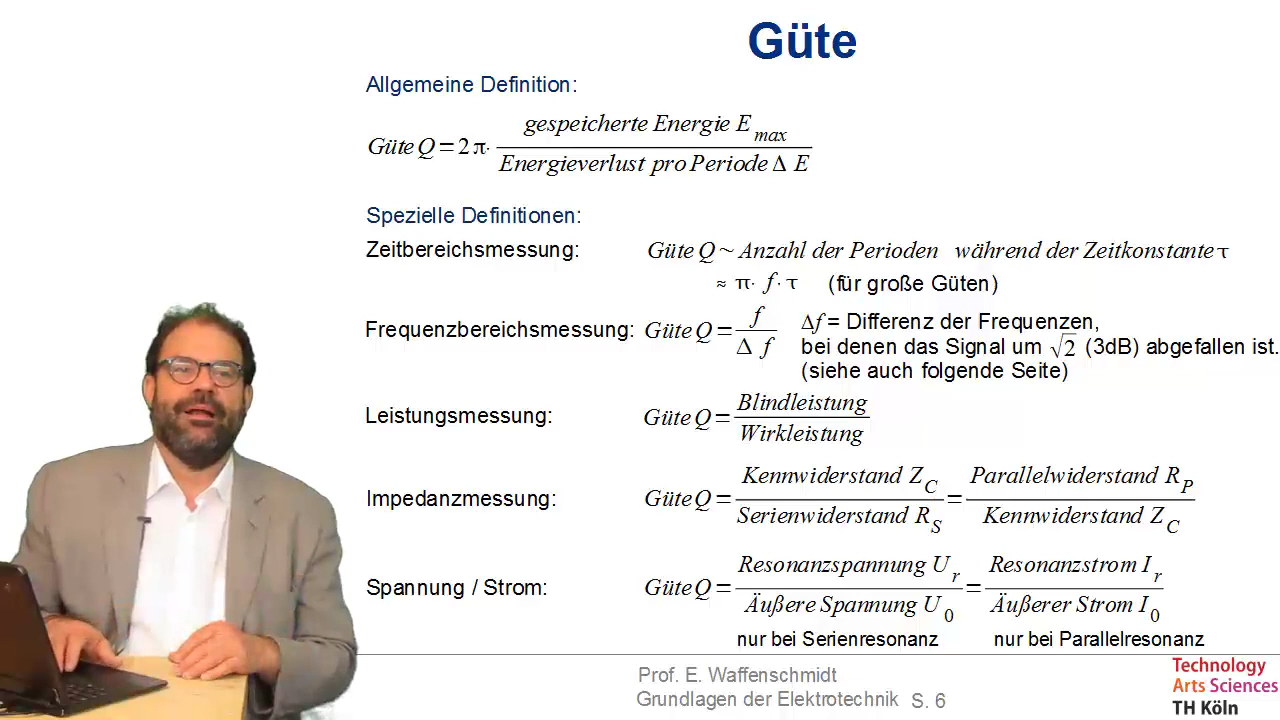 Güte
Allgemeine Definition:
Güte Q = 2 π · gespeicherte Energie E max / Energieverlust pro Periode Δ E
Spezielle Definitionen:
Zeitbereichsmessung: Güte Q ~ Anzahl der Perioden während der Zeitkonstante τ
≈ π · f · τ (für große Güten)
Frequenzbereichsmessung: Güte Q = f / Δ f Δf = Differenz der Frequenzen,
bei denen das Signal um √2 (3dB) abgefallen ist.
(siehe auch folgende Seite)
Leistungsmessung: Güte Q = Blindleistung / Wirkleistung
Impedanzmessung: Güte Q = Kennwiderstand Z_C / Serienwiderstand R_S = Parallelwiderstand R_P / Kennwiderstand Z_C
Spannung / Strom: Güte Q = Resonanzspannung U_r / Äußere Spannung U_0 = Resonanzstrom I_r / Äußerer Strom I_0
nur bei Serienresonanz nur bei Parallelresonanz
Prof. E. Waffenschmidt
Grundlagen der Elektrotechnik S. 6
Technology
Arts Sciences
TH Köln